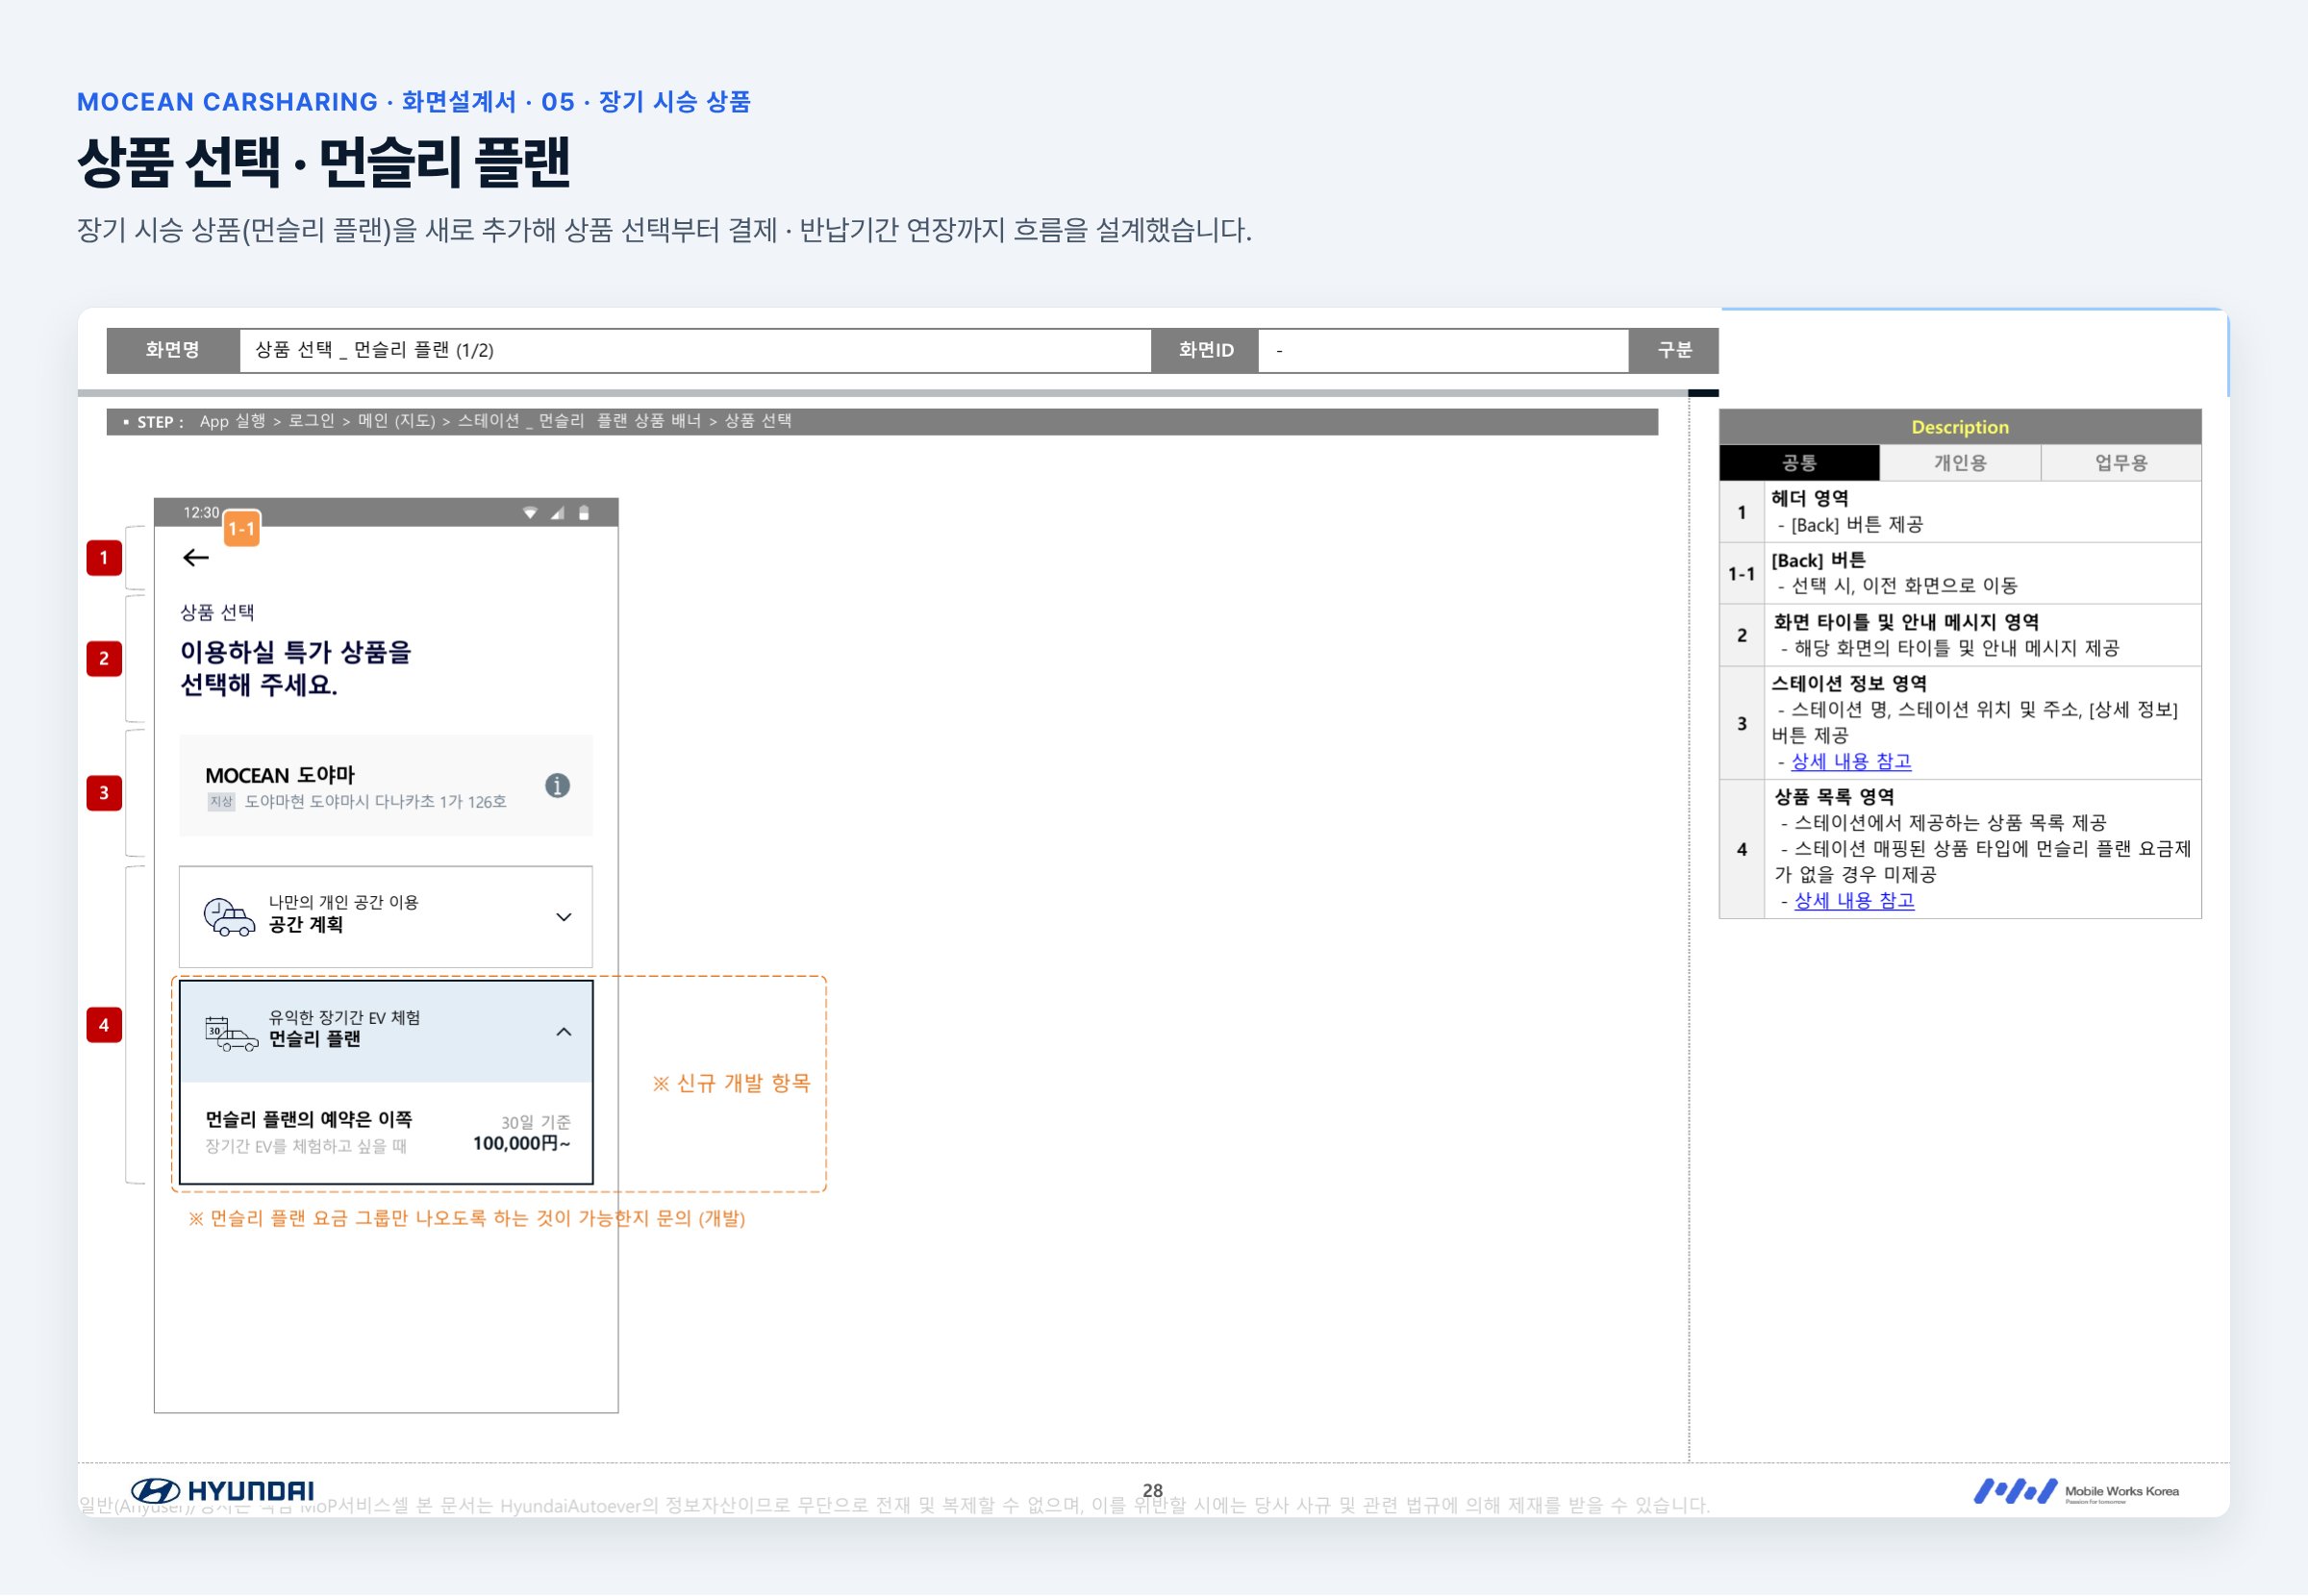 MOCEAN CARSHARING · 화면설계서 · 05 · 장기 시승 상품
상품 선택 · 먼슬리 플랜
장기 시승 상품(먼슬리 플랜)을 새로 추가해 상품 선택부터 결제 · 반납기간 연장까지 흐름을 설계했습니다.
화면명 상품 선택 _ 먼슬리 플랜 (1/2) 화면ID - 구분
▪ STEP : App 실행 > 로그인 > 메인 (지도) > 스테이션 _ 먼슬리 플랜 상품 배너 > 상품 선택
12:30
1-1
1
상품 선택
2
이용하실 특가 상품을
선택해 주세요.
3
MOCEAN 도야마
지상 도야마현 도야마시 다나카초 1가 126호
나만의 개인 공간 이용
공간 계획
4
30
유익한 장기간 EV 체험
먼슬리 플랜
먼슬리 플랜의 예약은 이쪽
장기간 EV를 체험하고 싶을 때
30일 기준
100,000円~
※ 신규 개발 항목
※ 먼슬리 플랜 요금 그룹만 나오도록 하는 것이 가능한지 문의 (개발)
Description
공통 개인용 업무용
1 헤더 영역
- [Back] 버튼 제공
1-1 [Back] 버튼
- 선택 시, 이전 화면으로 이동
2 화면 타이틀 및 안내 메시지 영역
- 해당 화면의 타이틀 및 안내 메시지 제공
3 스테이션 정보 영역
- 스테이션 명, 스테이션 위치 및 주소, [상세 정보]
버튼 제공
- 상세 내용 참고
4 상품 목록 영역
- 스테이션에서 제공하는 상품 목록 제공
- 스테이션 매핑된 상품 타입에 먼슬리 플랜 요금제
가 없을 경우 미제공
- 상세 내용 참고
HYUNDAI
28
Mobile Works Korea
Passion for tomorrow
일반(Anyuser)/ MoP서비스셀 본 문서는 HyundaiAutoever의 정보자산이므로 무단으로 전재 및 복제할 수 없으며, 이를 위반할 시에는 당사 사규 및 관련 법규에 의해 제재를 받을 수 있습니다.